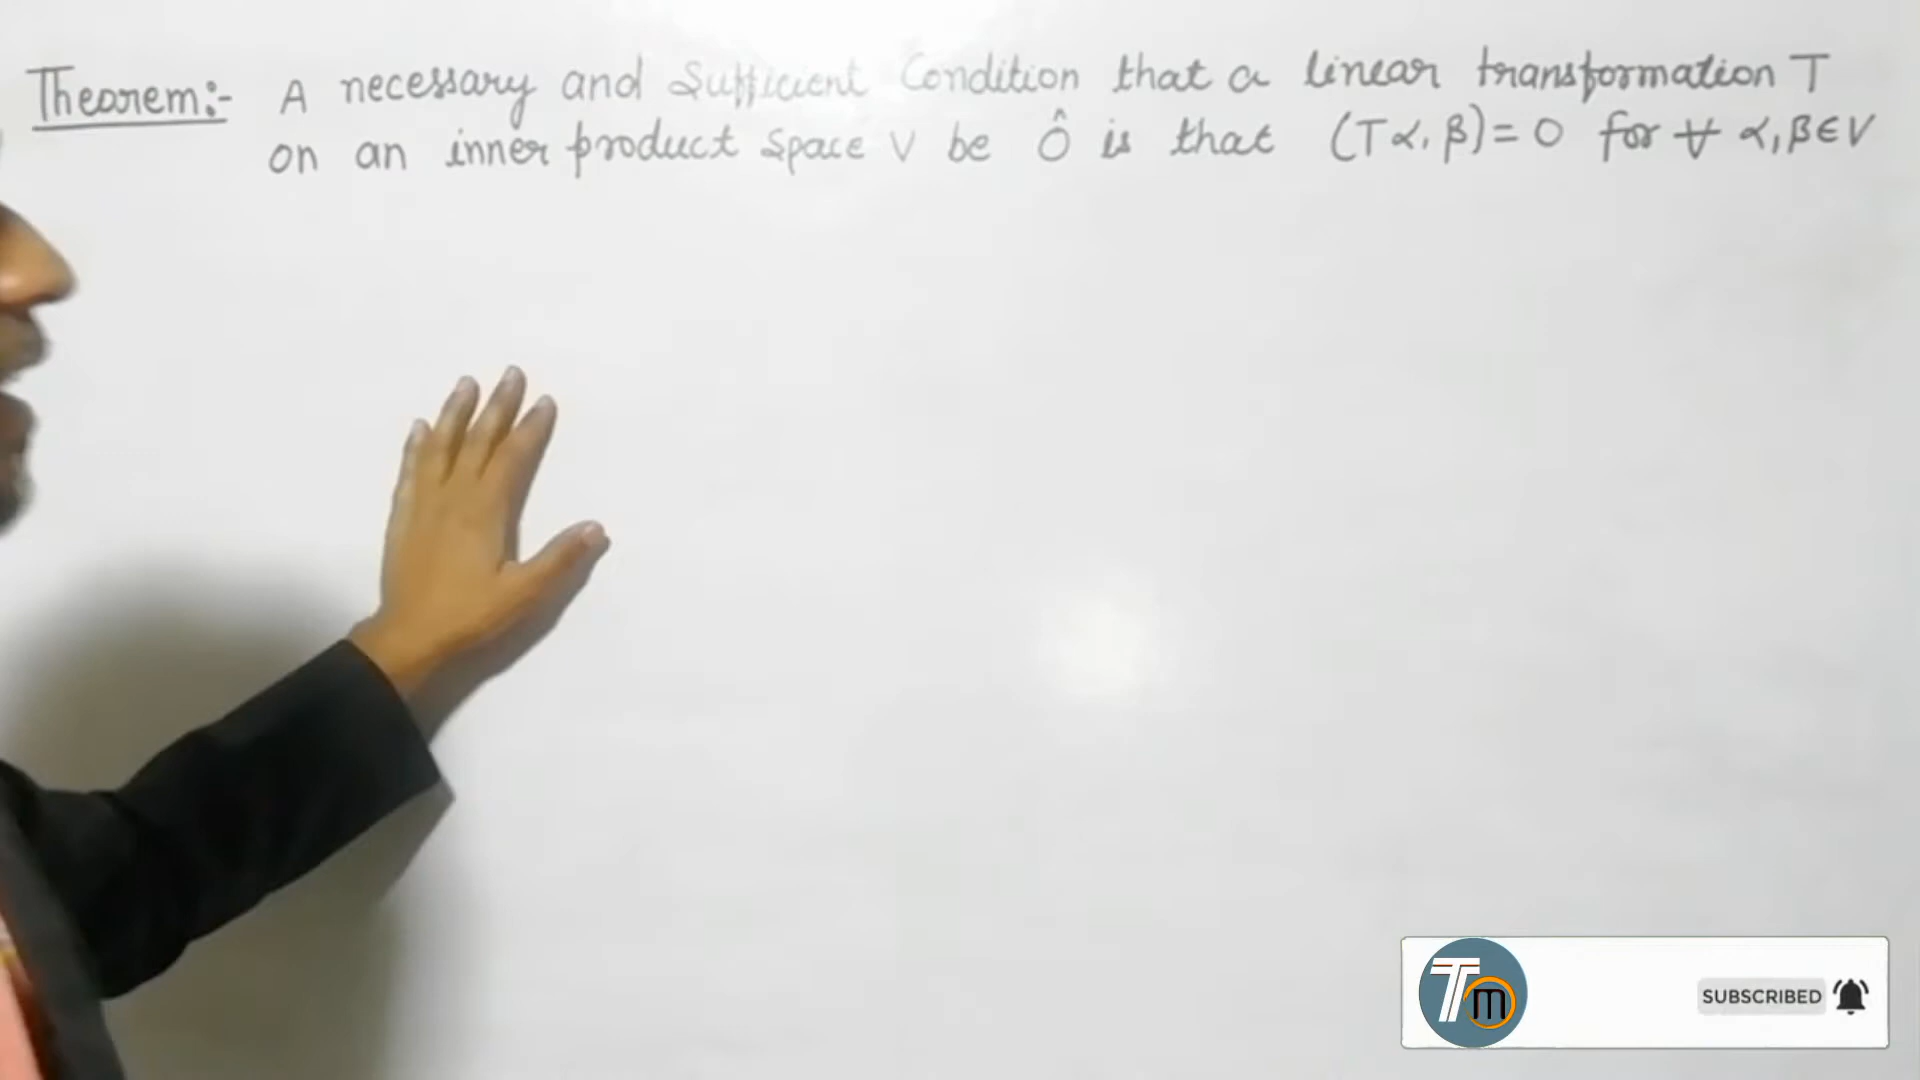 Theorem:- A necessary and Sufficient Condition that a linear transformation T
on an inner product space V be Ô is that (Tα, β) = 0 for ∀ α, β ∈ V
Tm
SUBSCRIBED